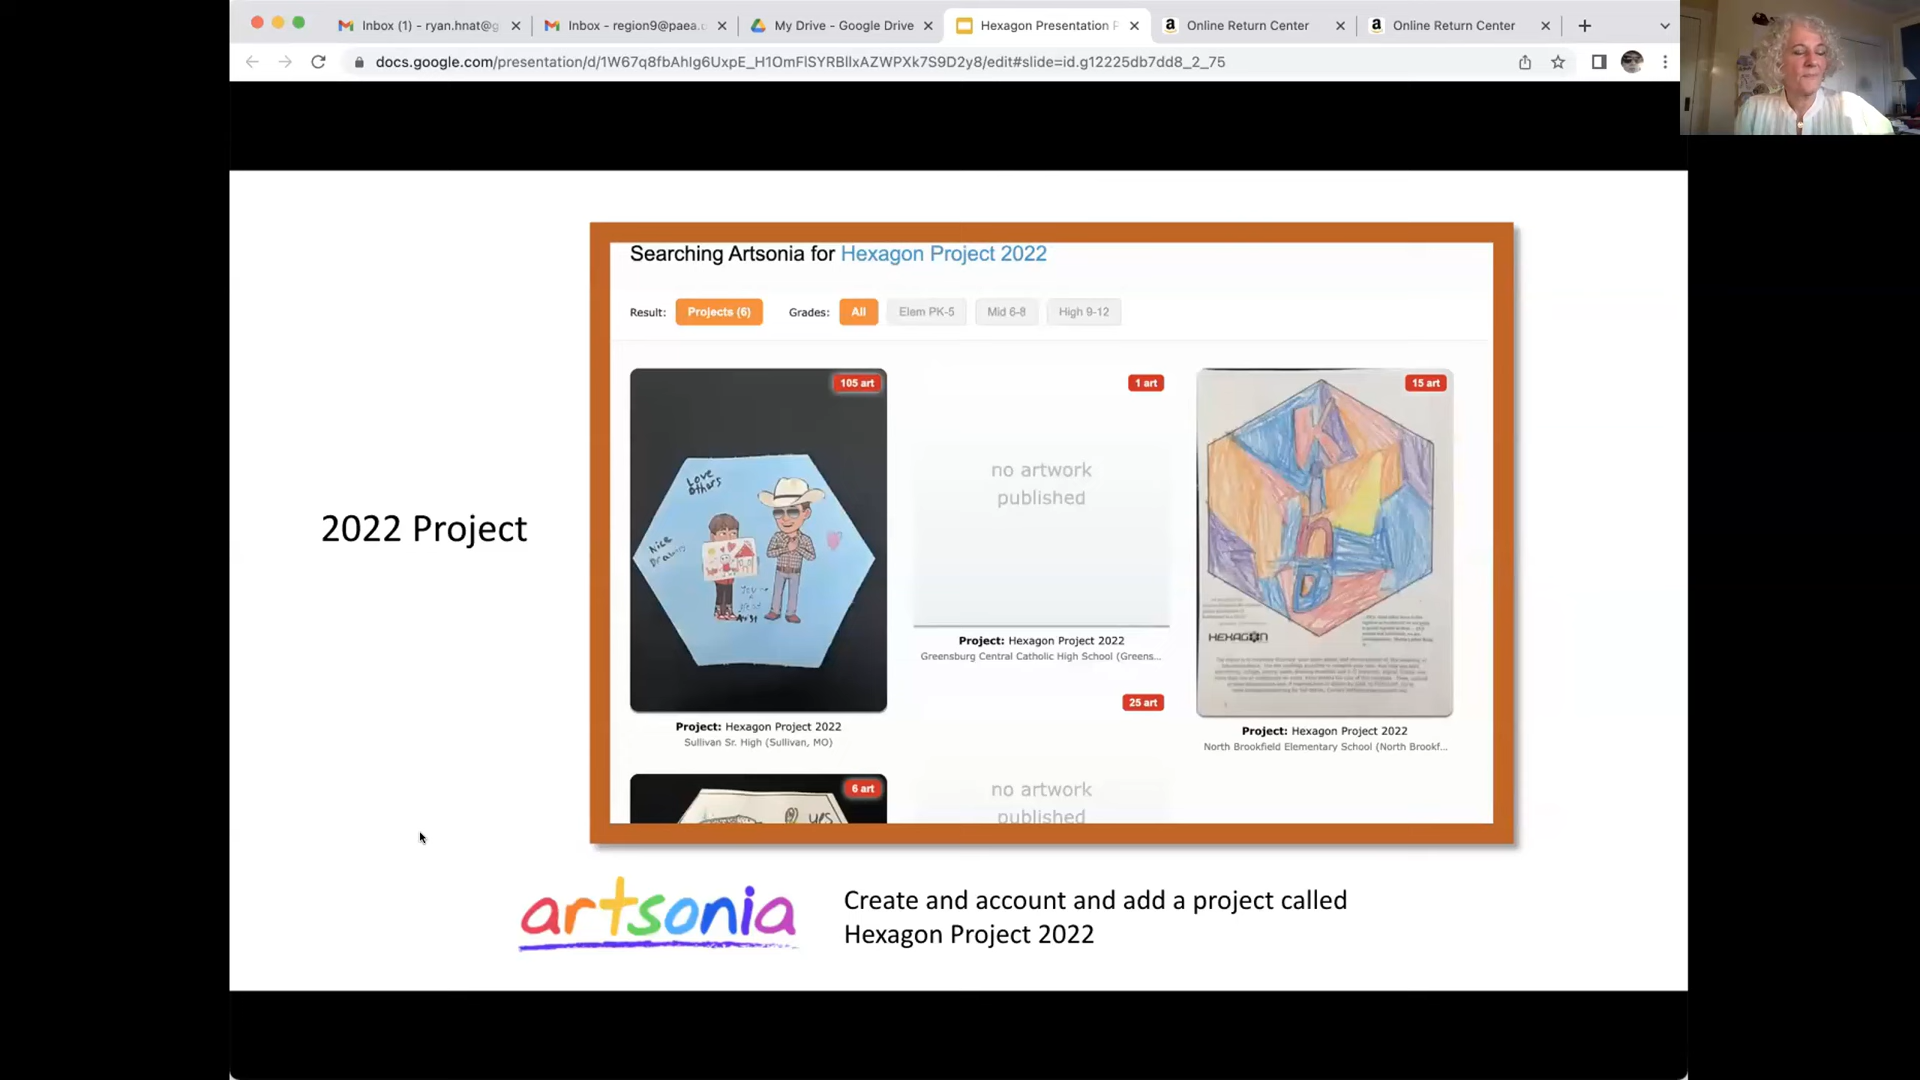 Inbox (1) - ryan.hnat@g
Inbox - region9@paea.o
My Drive - Google Drive
Hexagon Presentation P
Online Return Center
Online Return Center
docs.google.com/presentation/d/1W67q8fbAhIg6UxpE_H1OmFlSYRBllxAZWPXk7S9D2y8/edit#slide=id.g12225db7dd8_2_75
Searching Artsonia for Hexagon Project 2022
Result: Projects (6) Grades: All Elem PK-5 Mid 6-8 High 9-12
105 art
1 art
15 art
Love
Others
Nice
no artwork
published
KIND
HEXAGON
Project: Hexagon Project 2022
Greensburg Central Catholic High School (Greens...
25 art
Project: Hexagon Project 2022
Sullivan Sr. High (Sullivan, MO)
Project: Hexagon Project 2022
North Brookfield Elementary School (North Brookf...
6 art
yes
no artwork
published
2022 Project
artsonia
Create and account and add a project called
Hexagon Project 2022